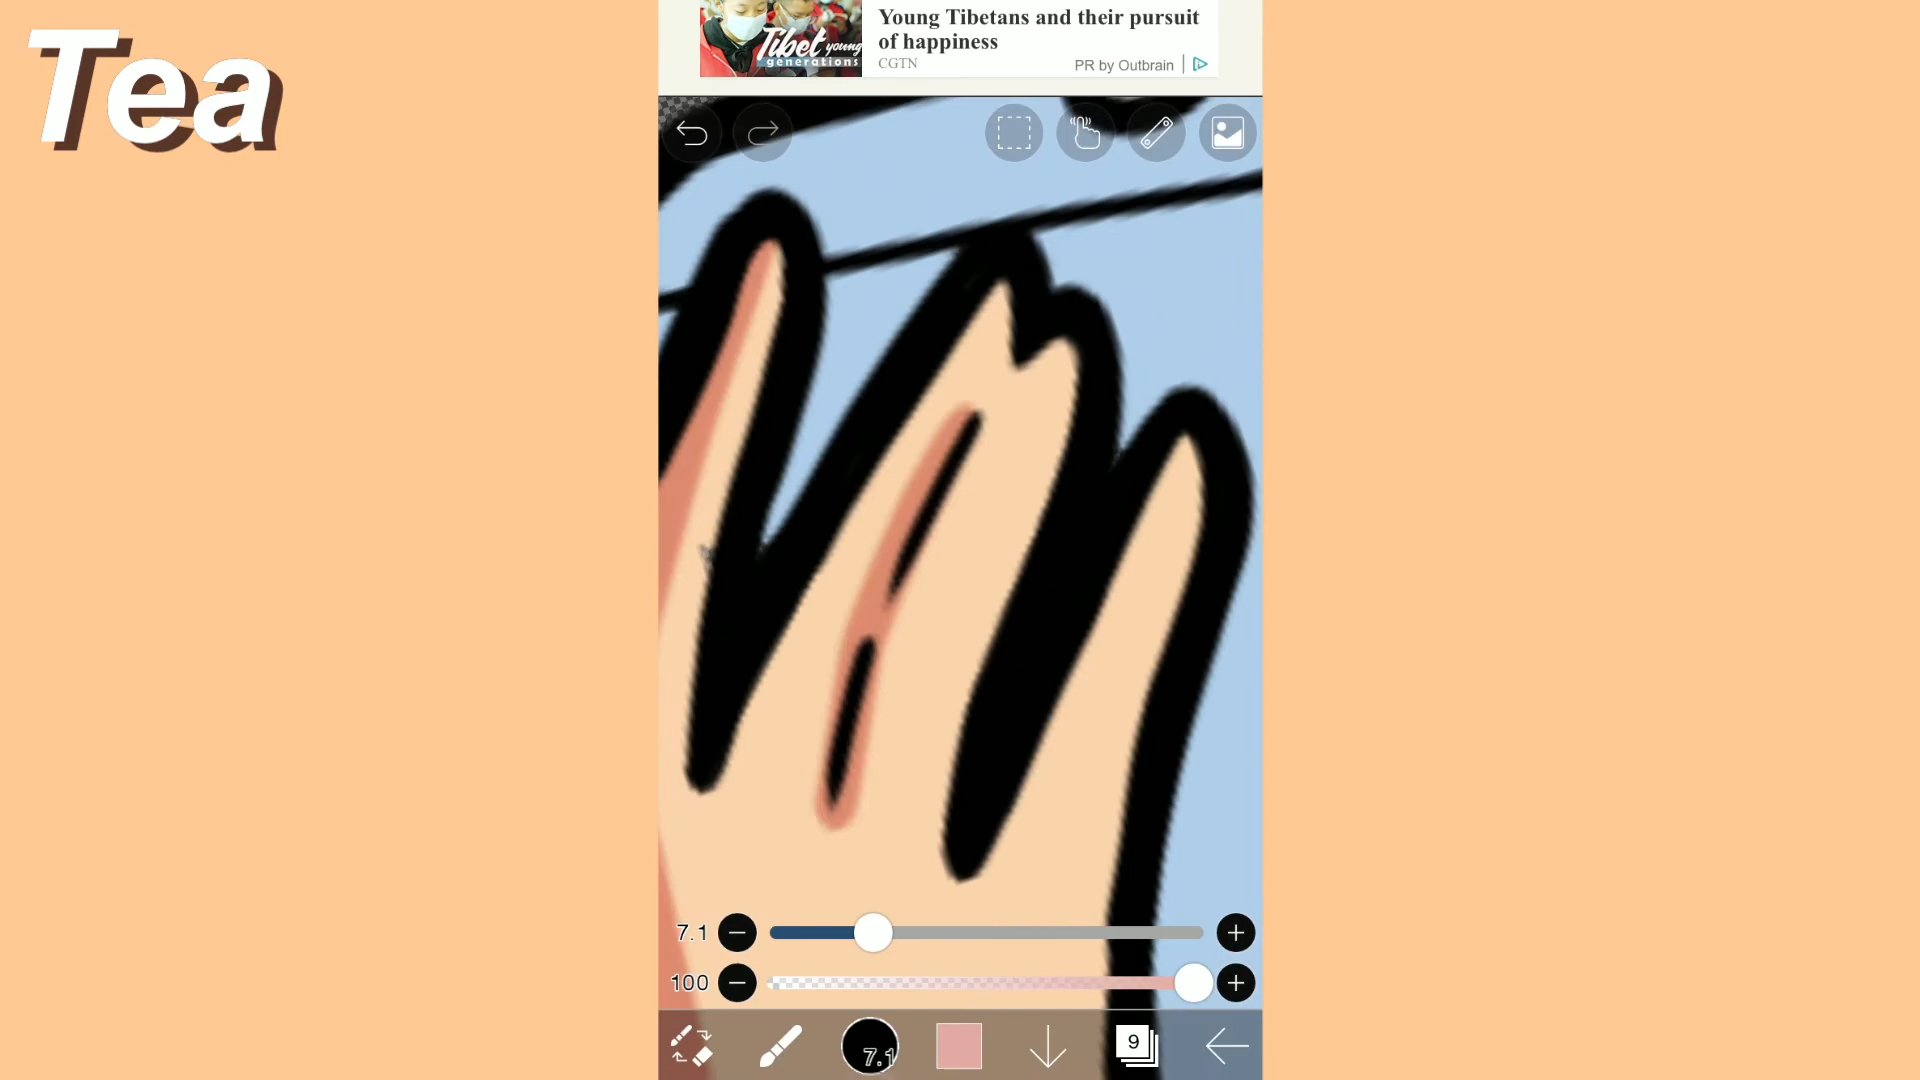 Tea
Young Tibetans and their pursuit
of happiness
Tibet young
generations
CGTN
PR by Outbrain
7.1
100
7.1
9